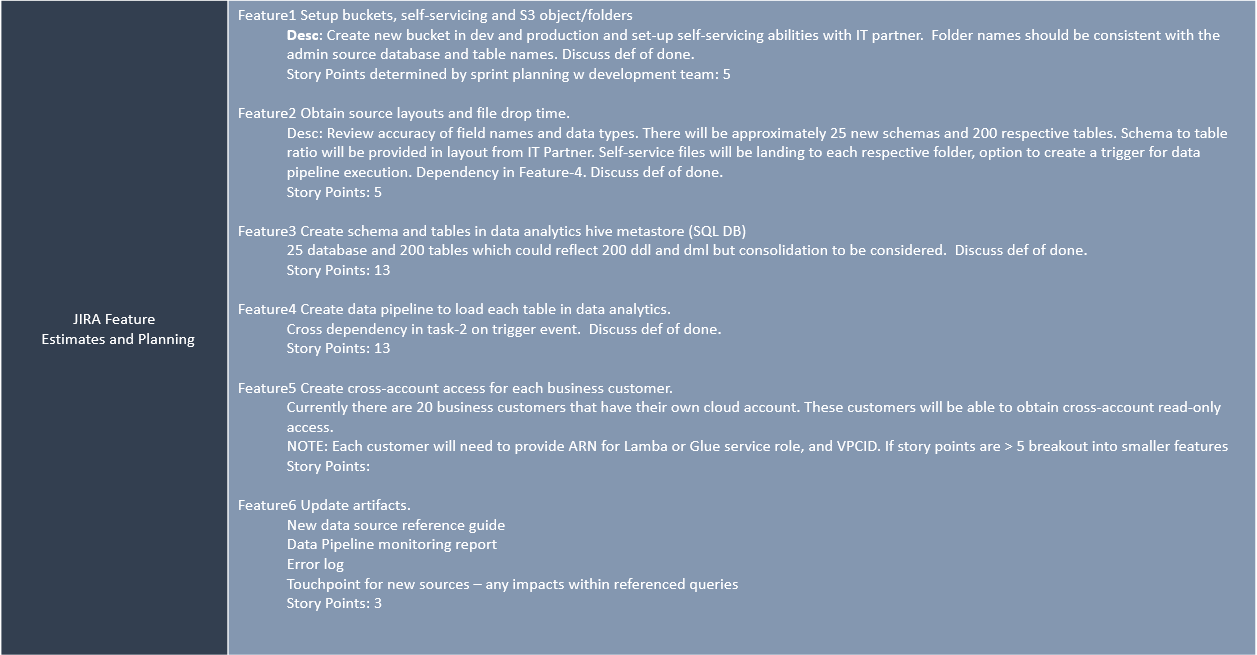 JIRA Feature
Estimates and Planning
Feature1 Setup buckets, self-servicing and S3 object/folders
Desc: Create new bucket in dev and production and set-up self-servicing abilities with IT partner.  Folder names should be consistent with the
admin source database and table names. Discuss def of done.
Story Points determined by sprint planning w development team: 5
Feature2 Obtain source layouts and file drop time.
Desc: Review accuracy of field names and data types. There will be approximately 25 new schemas and 200 respective tables. Schema to table
ratio will be provided in layout from IT Partner. Self-service files will be landing to each respective folder, option to create a trigger for data
pipeline execution. Dependency in Feature-4. Discuss def of done.
Story Points: 5
Feature3 Create schema and tables in data analytics hive metastore (SQL DB)
25 database and 200 tables which could reflect 200 ddl and dml but consolidation to be considered.  Discuss def of done.
Story Points: 13
Feature4 Create data pipeline to load each table in data analytics.
Cross dependency in task-2 on trigger event.  Discuss def of done.
Story Points: 13
Feature5 Create cross-account access for each business customer.
Currently there are 20 business customers that have their own cloud account. These customers will be able to obtain cross-account read-only
access.
NOTE: Each customer will need to provide ARN for Lamba or Glue service role, and VPCID. If story points are > 5 breakout into smaller features
Story Points:
Feature6 Update artifacts.
New data source reference guide
Data Pipeline monitoring report
Error log
Touchpoint for new sources – any impacts within referenced queries
Story Points: 3